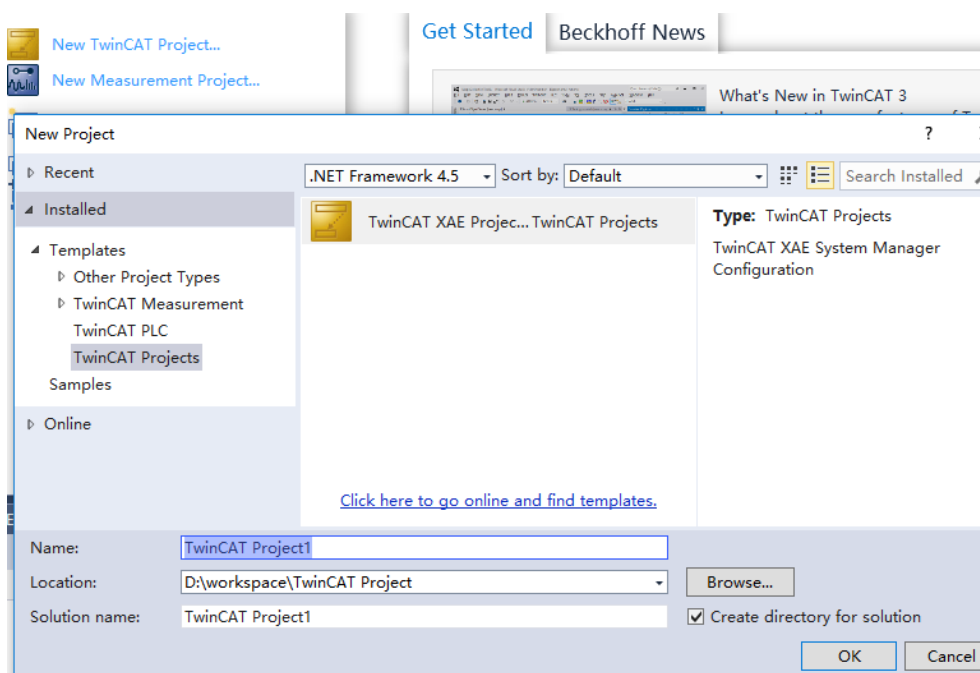 New TwinCAT Project...
New Measurement Project...
Get Started
Beckhoff News
What's New in TwinCAT 3
New Project
?
Recent
.NET Framework 4.5
Sort by:
Default
Search Installed
Installed
TwinCAT XAE Projec... TwinCAT Projects
Type: TwinCAT Projects
TwinCAT XAE System Manager
Configuration
Templates
Other Project Types
TwinCAT Measurement
TwinCAT PLC
TwinCAT Projects
Samples
Online
Click here to go online and find templates.
Name:
TwinCAT Project1
Location:
D:\workspace\TwinCAT Project
Browse...
Solution name:
TwinCAT Project1
Create directory for solution
OK
Cancel